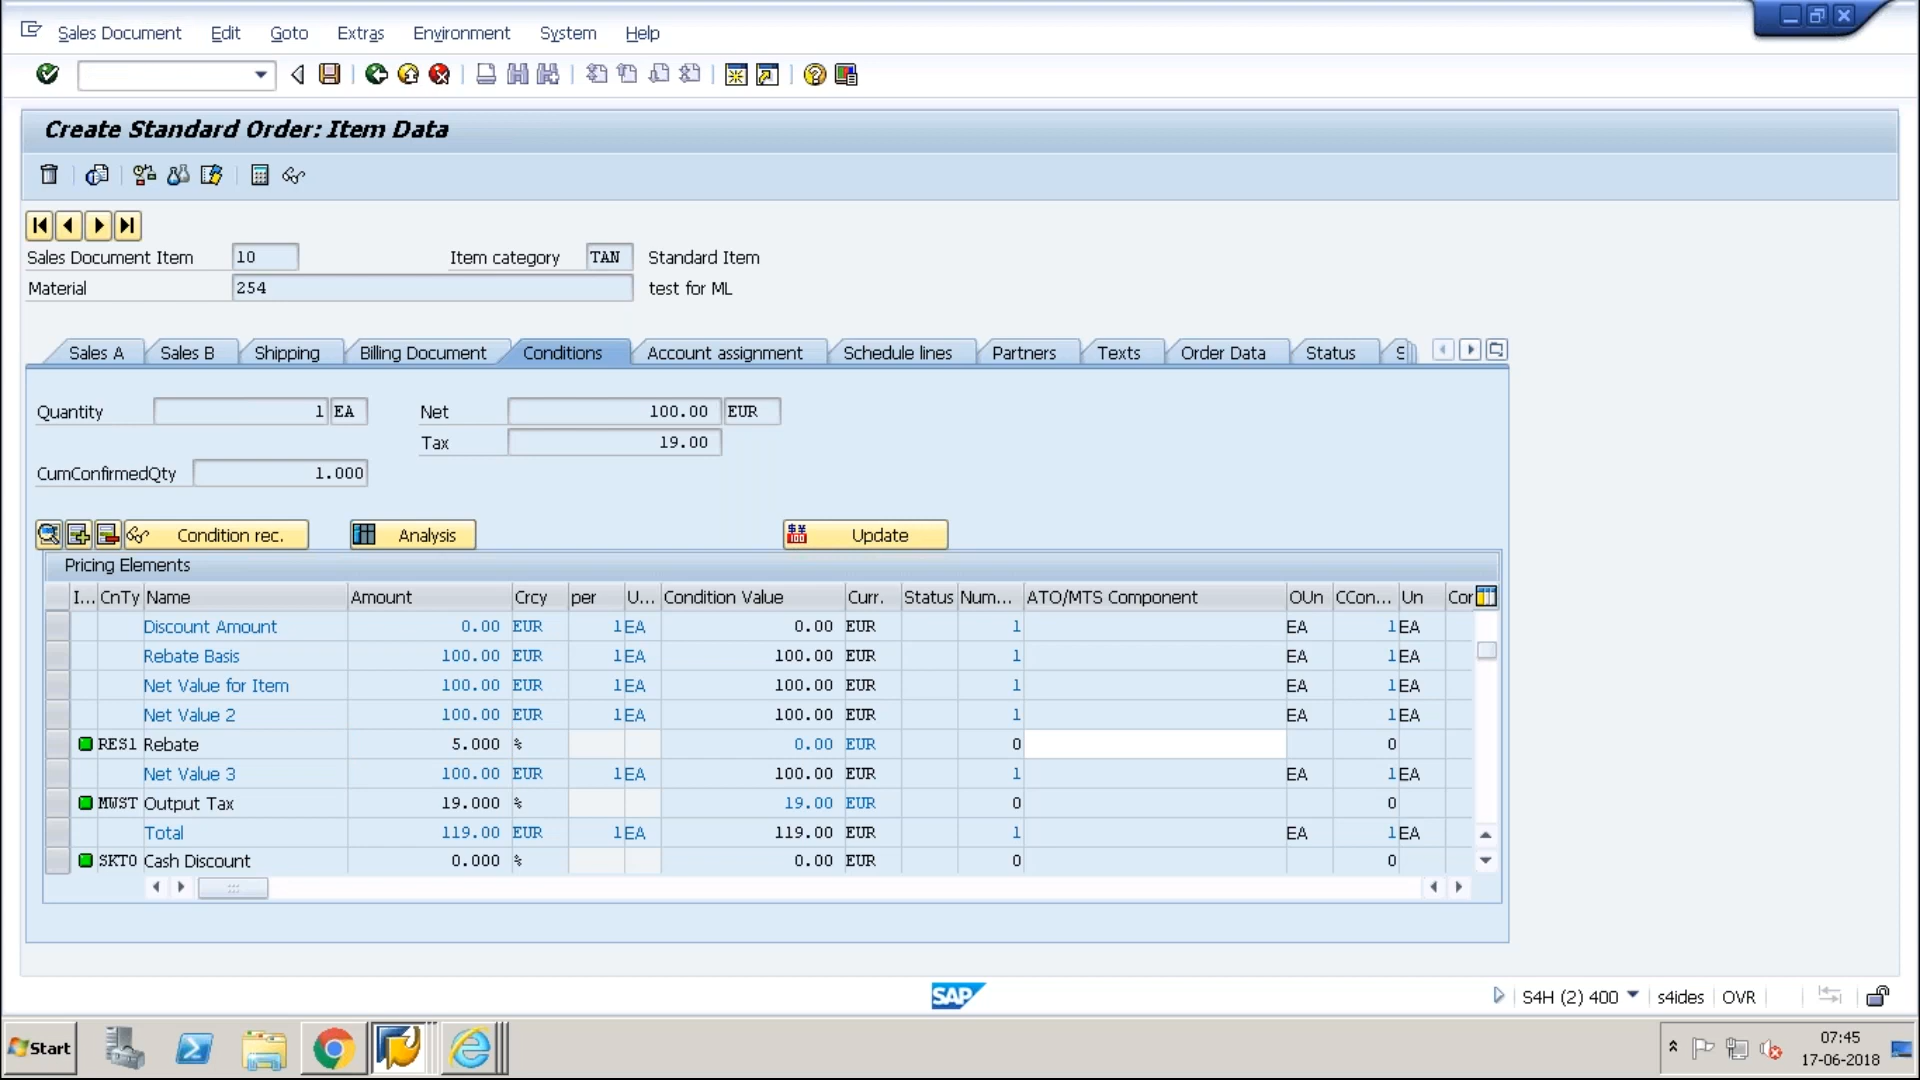 Sales Document Edit Goto Extras Environment System Help
Create Standard Order: Item Data
Sales Document Item 10 Item category TAN Standard Item
Material 254 test for ML
Sales A Sales B Shipping Billing Document Conditions Account assignment Schedule lines Partners Texts Order Data Status
Quantity 1 EA Net 100.00 EUR
Tax 19.00
CumConfirmedQty 1.000
Condition rec. Analysis Update
Pricing Elements
I... CnTy Name Amount Crcy per U... Condition Value Curr. Status Num... ATO/MTS Component OUn CCon... Un Con
Discount Amount 0.00 EUR 1 EA 0.00 EUR 1 EA 1 EA
Rebate Basis 100.00 EUR 1 EA 100.00 EUR 1 EA 1 EA
Net Value for Item 100.00 EUR 1 EA 100.00 EUR 1 EA 1 EA
Net Value 2 100.00 EUR 1 EA 100.00 EUR 1 EA 1 EA
RES1 Rebate 5.000 % 0.00 EUR 0 0
Net Value 3 100.00 EUR 1 EA 100.00 EUR 1 EA 1 EA
MWST Output Tax 19.000 % 19.00 EUR 0 0
Total 119.00 EUR 1 EA 119.00 EUR 1 EA 1 EA
SKTO Cash Discount 0.000 % 0.00 EUR 0 0
SAP S4H (2) 400 s4ides OVR
Start 07:45
17-06-2018